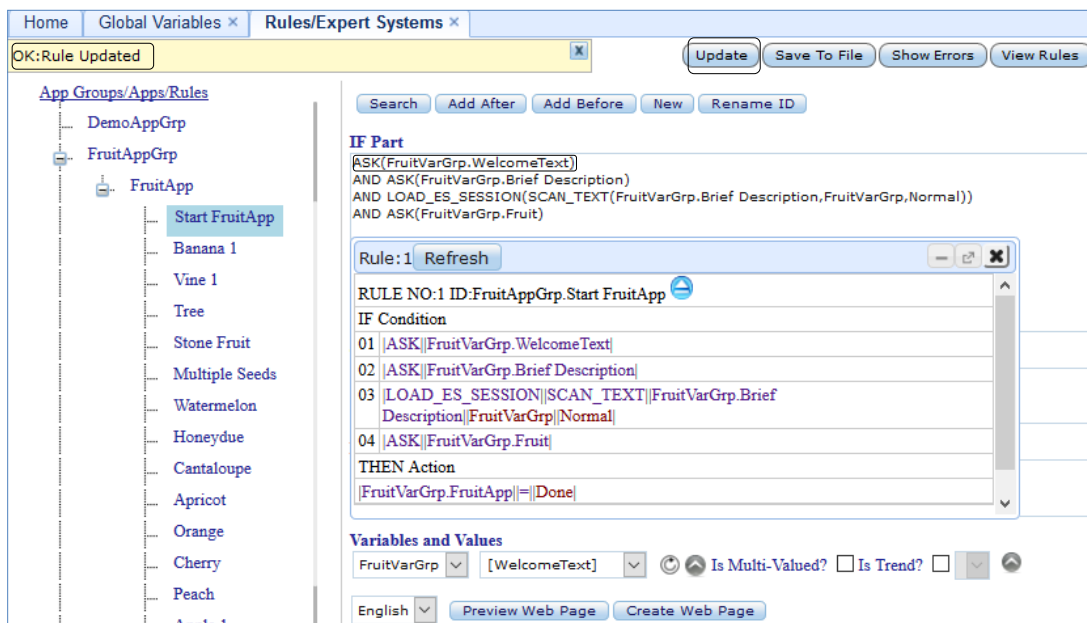 Home Global Variables × Rules/Expert Systems ×
OK:Rule Updated x Update Save To File Show Errors View Rules
App Groups/Apps/Rules
DemoAppGrp
FruitAppGrp
FruitApp
Start FruitApp
Banana 1
Vine 1
Tree
Stone Fruit
Multiple Seeds
Watermelon
Honeydue
Cantaloupe
Apricot
Orange
Cherry
Peach
Search Add After Add Before New Rename ID
IF Part
ASK(FruitVarGrp.WelcomeText)
AND ASK(FruitVarGrp.Brief Description)
AND LOAD_ES_SESSION(SCAN_TEXT(FruitVarGrp.Brief Description,FruitVarGrp,Normal))
AND ASK(FruitVarGrp.Fruit)
Rule:1 Refresh
RULE NO:1 ID:FruitAppGrp.Start FruitApp
IF Condition
01 |ASK||FruitVarGrp.WelcomeText|
02 |ASK||FruitVarGrp.Brief Description|
03 |LOAD_ES_SESSION||SCAN_TEXT||FruitVarGrp.Brief
Description||FruitVarGrp||Normal|
04 |ASK||FruitVarGrp.Fruit|
THEN Action
|FruitVarGrp.FruitApp||=||Done|
Variables and Values
FruitVarGrp [WelcomeText] Is Multi-Valued? Is Trend?
English Preview Web Page Create Web Page